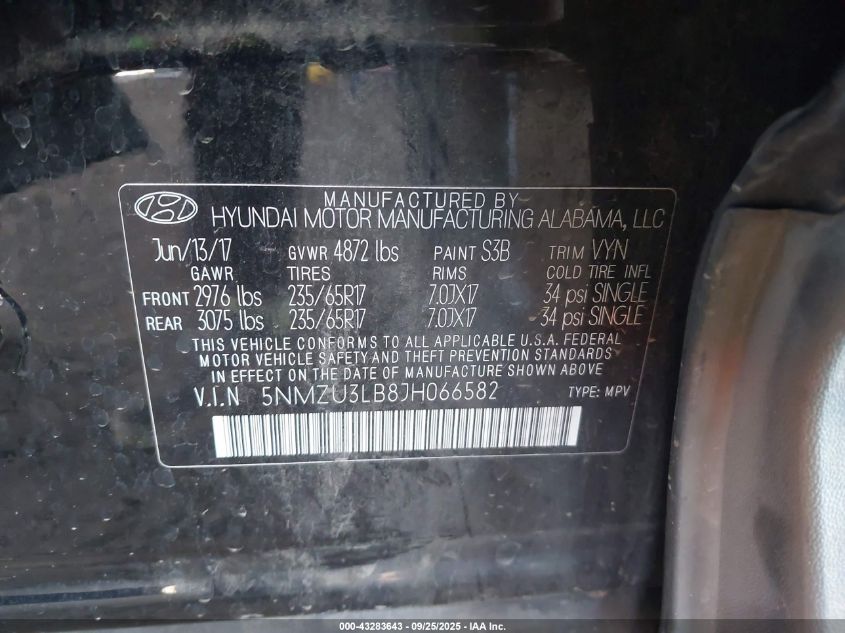 MANUFACTURED BY
HYUNDAI MOTOR MANUFACTURING ALABAMA, LLC
Jun/13/17 GVWR 4872 lbs PAINT S3B TRIM VYN
GAWR TIRES RIMS COLD TIRE INFL
FRONT 2976 lbs 235/65R17 7.0JX17 34 psi SINGLE
REAR 3075 lbs 235/65R17 7.0JX17 34 psi SINGLE
THIS VEHICLE CONFORMS TO ALL APPLICABLE U.S.A. FEDERAL
MOTOR VEHICLE SAFETY AND THEFT PREVENTION STANDARDS
IN EFFECT ON THE DATE OF MANUFACTURE SHOWN ABOVE
V.I.N 5NMZU3LB8JH066582 TYPE: MPV
000-43283643 - 09/25/2025 - IAA Inc.